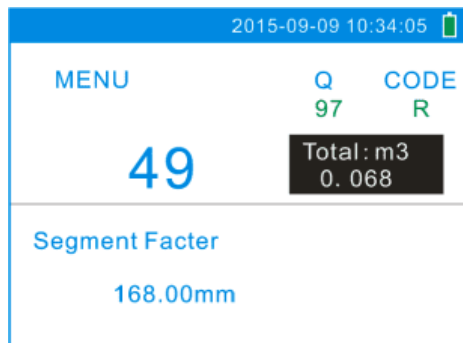 2015-09-09 10:34:05
MENU Q CODE
97 R
49 Total:m3
0.068
Segment Facter
168.00mm